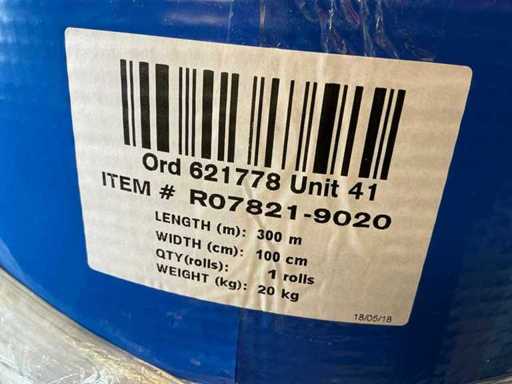 Ord 621778 Unit 41
ITEM # R07821-9020
LENGTH (m): 300 m
WIDTH (cm): 100 cm
QTY(rolls): 1 rolls
WEIGHT (kg): 20 kg
18/05/18